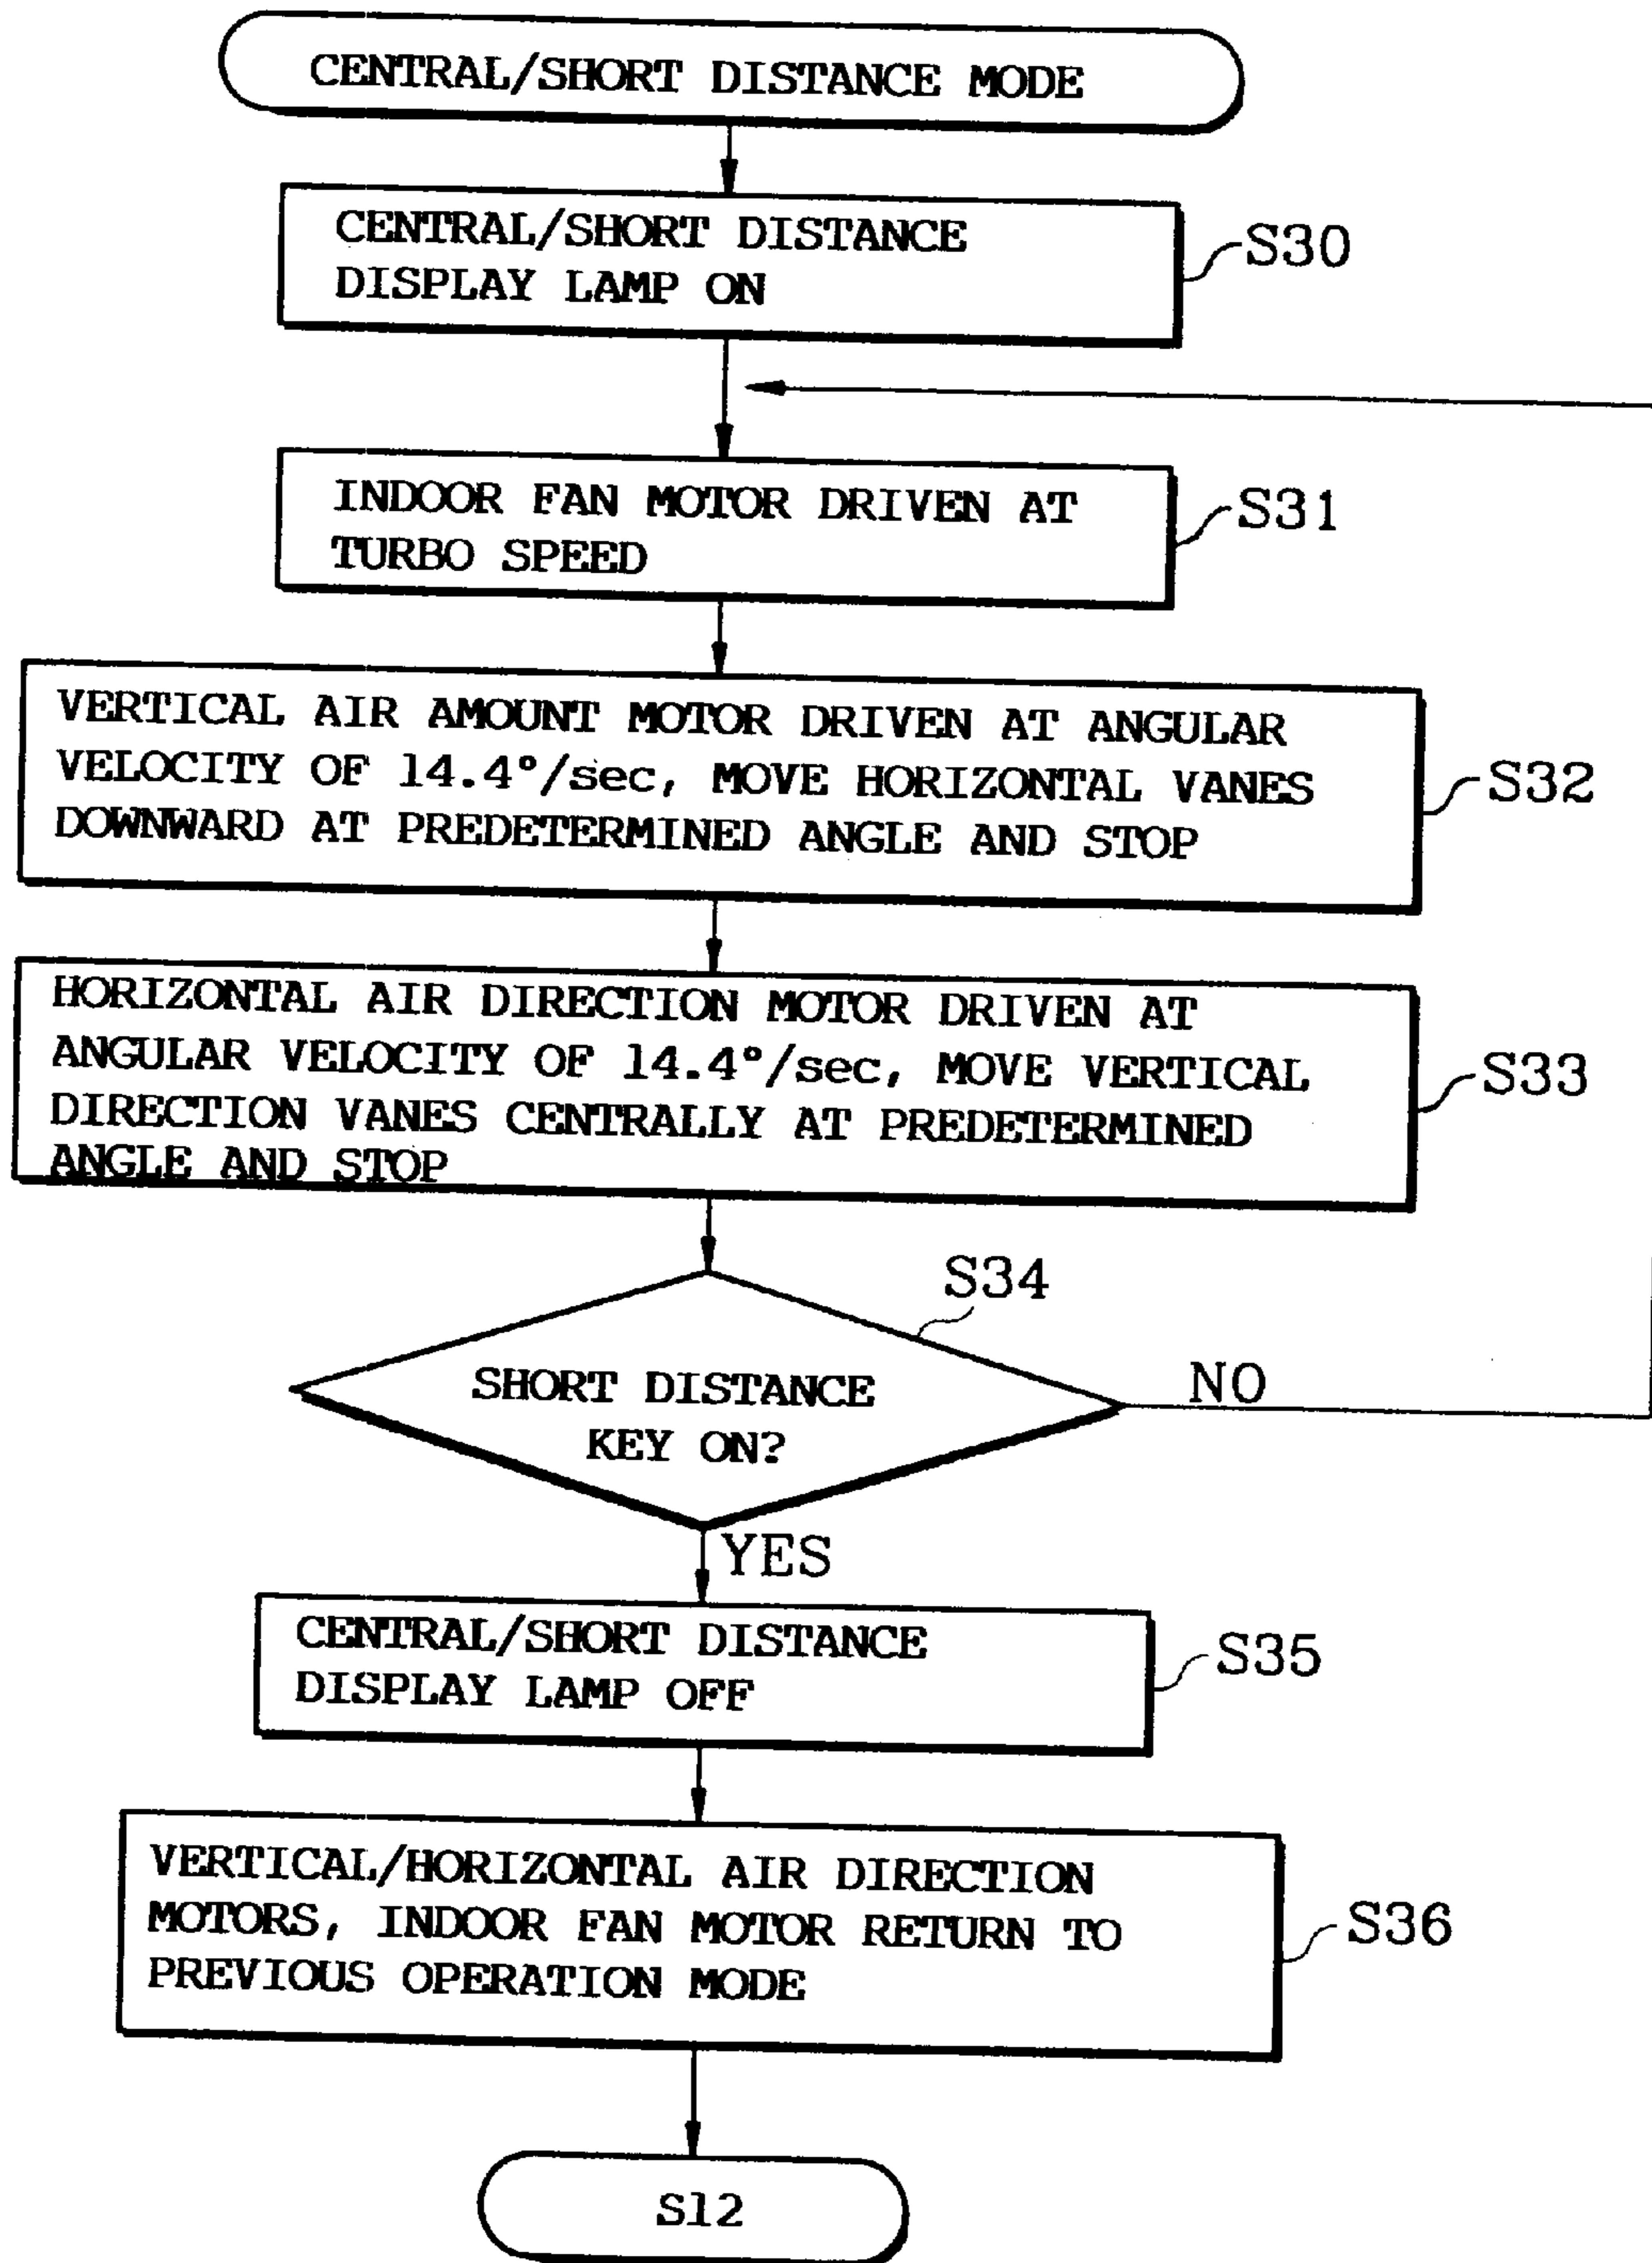 CENTRAL/SHORT DISTANCE MODE
CENTRAL/SHORT DISTANCE
DISPLAY LAMP ON
S30
INDOOR FAN MOTOR DRIVEN AT
TURBO SPEED
S31
VERTICAL AIR AMOUNT MOTOR DRIVEN AT ANGULAR
VELOCITY OF 14.4°/sec, MOVE HORIZONTAL VANES
DOWNWARD AT PREDETERMINED ANGLE AND STOP
S32
HORIZONTAL AIR DIRECTION MOTOR DRIVEN AT
ANGULAR VELOCITY OF 14.4°/sec, MOVE VERTICAL
DIRECTION VANES CENTRALLY AT PREDETERMINED
ANGLE AND STOP
S33
S34
SHORT DISTANCE
KEY ON?
NO
YES
CENTRAL/SHORT DISTANCE
DISPLAY LAMP OFF
S35
VERTICAL/HORIZONTAL AIR DIRECTION
MOTORS, INDOOR FAN MOTOR RETURN TO
PREVIOUS OPERATION MODE
S36
S12